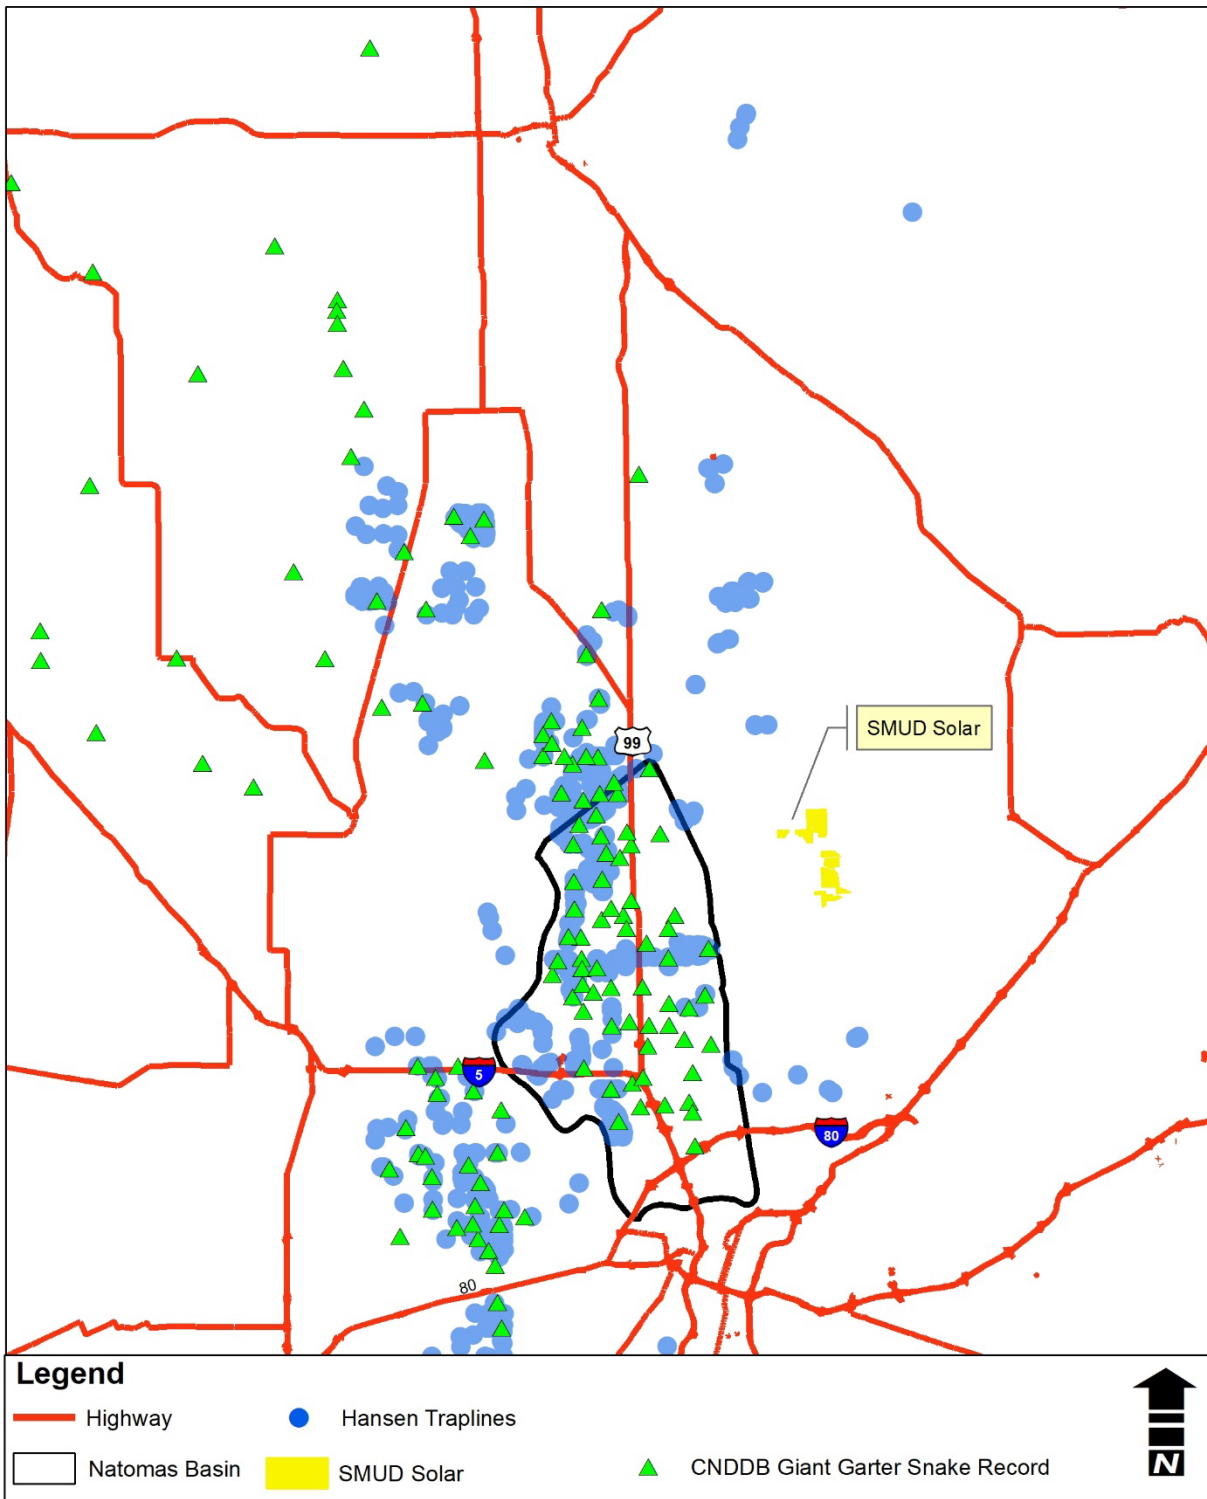 99
SMUD Solar
5
80
80
Legend
Highway
Hansen Traplines
Natomas Basin
SMUD Solar
CNDDB Giant Garter Snake Record
N